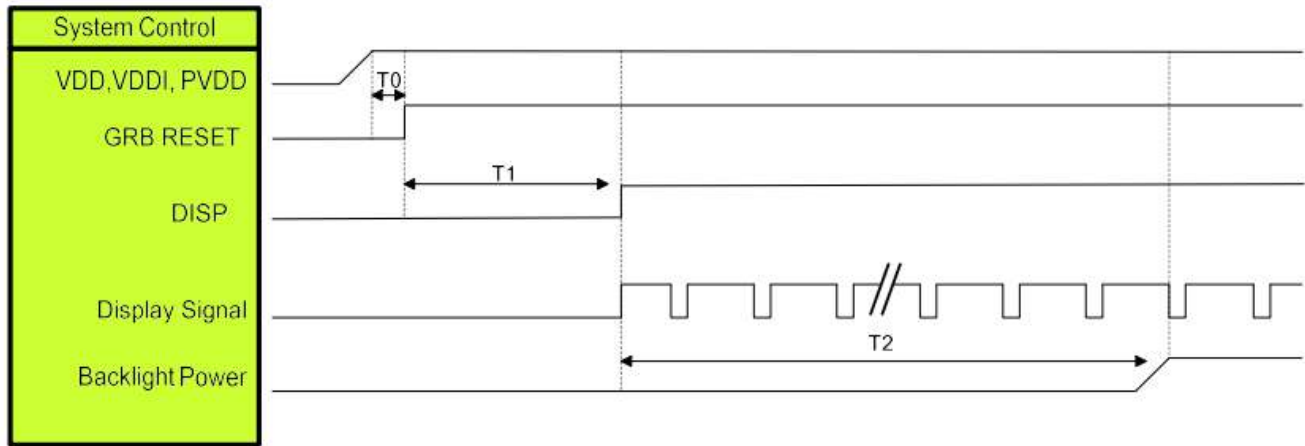 System Control
VDD,VDDI, PVDD
T0
GRB RESET
T1
DISP
Display Signal
T2
Backlight Power